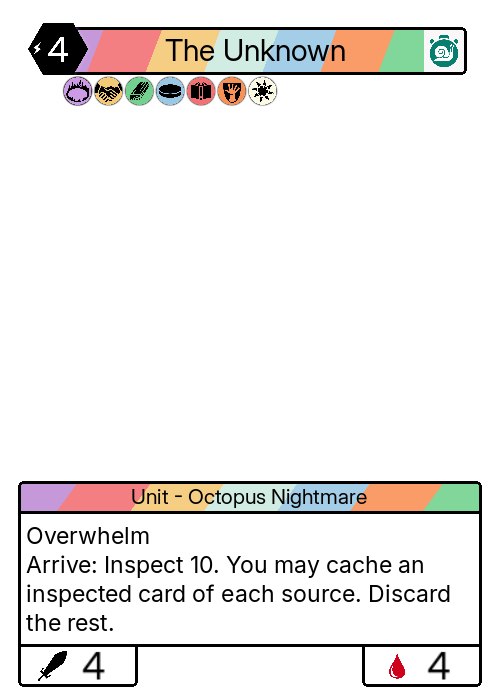 4 The Unknown
Unit - Octopus Nightmare
Overwhelm
Arrive: Inspect 10. You may cache an
inspected card of each source. Discard
the rest.
4 4